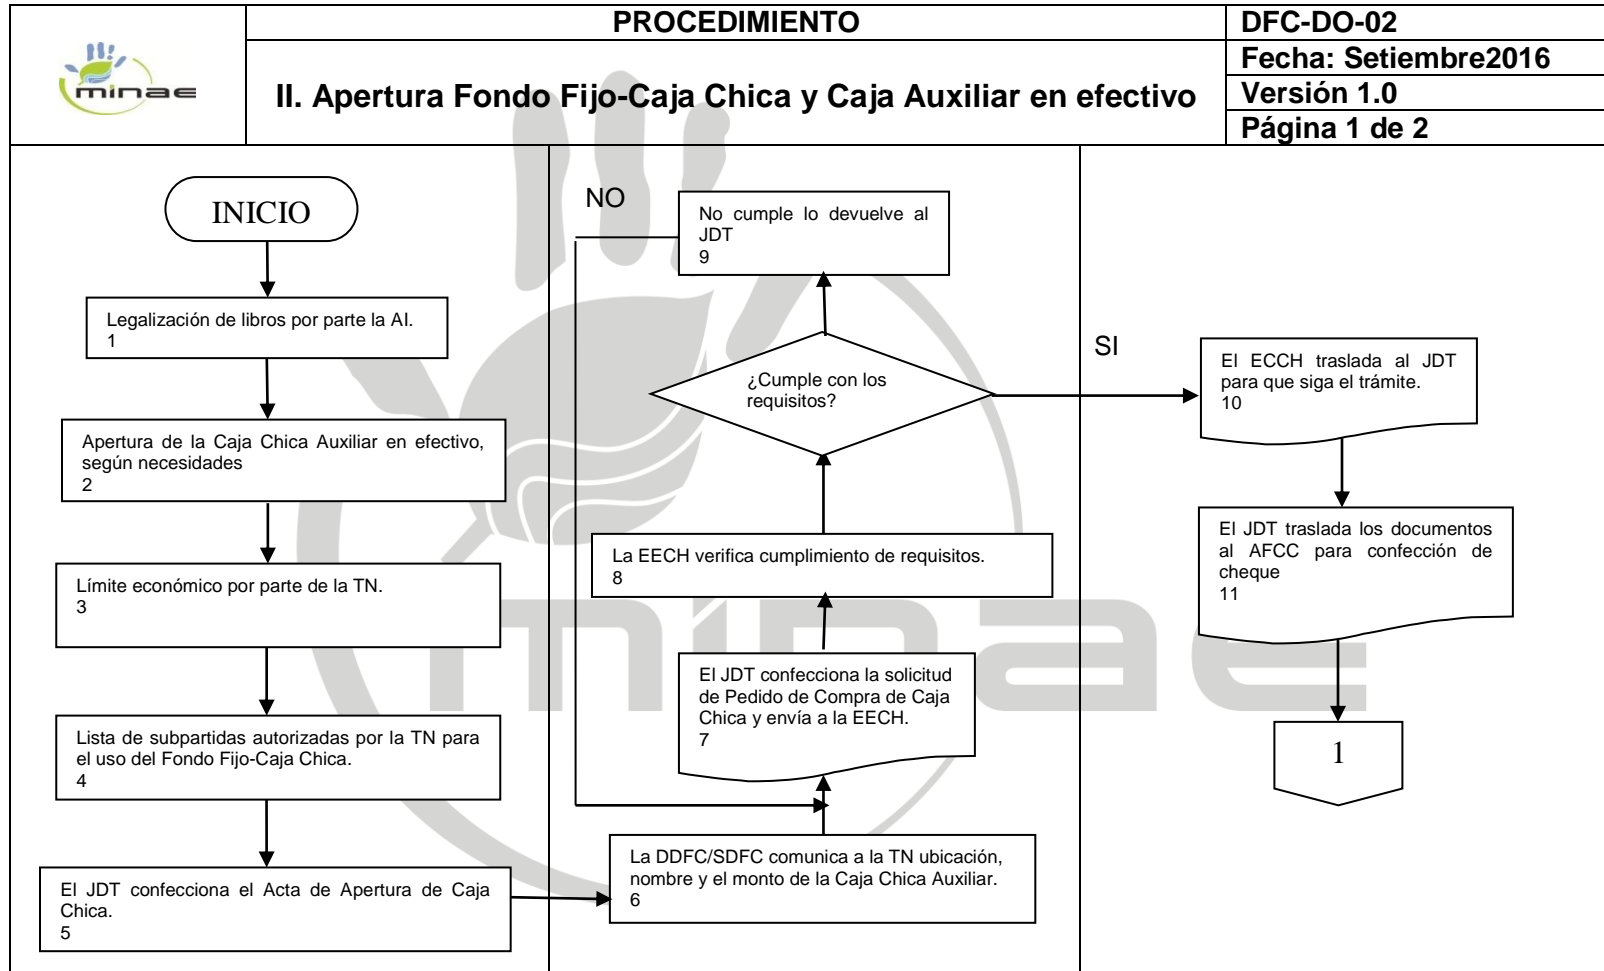 PROCEDIMIENTO
DFC-DO-02
Fecha: Setiembre2016
Versión 1.0
Página 1 de 2
minae
II. Apertura Fondo Fijo-Caja Chica y Caja Auxiliar en efectivo
INICIO
Legalización de libros por parte la AI.
1
Apertura de la Caja Chica Auxiliar en efectivo,
según necesidades
2
Límite económico por parte de la TN.
3
Lista de subpartidas autorizadas por la TN para
el uso del Fondo Fijo-Caja Chica.
4
El JDT confecciona el Acta de Apertura de Caja
Chica.
5
NO
No cumple lo devuelve al
JDT
9
¿Cumple con los
requisitos?
La EECH verifica cumplimiento de requisitos.
8
El JDT confecciona la solicitud
de Pedido de Compra de Caja
Chica y envía a la EECH.
7
La DDFC/SDFC comunica a la TN ubicación,
nombre y el monto de la Caja Chica Auxiliar.
6
SI
El ECCH traslada al JDT
para que siga el trámite.
10
El JDT traslada los documentos
al AFCC para confección de
cheque
11
1
minae